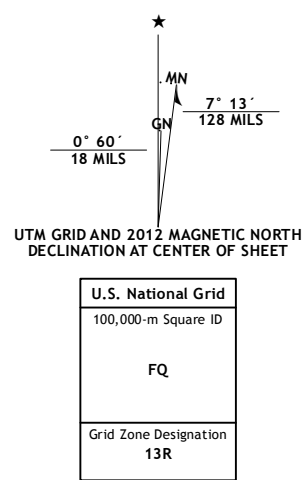 ★
MN
GN
7° 13´
128 MILS
0° 60´
18 MILS
UTM GRID AND 2012 MAGNETIC NORTH
DECLINATION AT CENTER OF SHEET
U.S. National Grid
100,000-m Square ID
FQ
Grid Zone Designation
13R